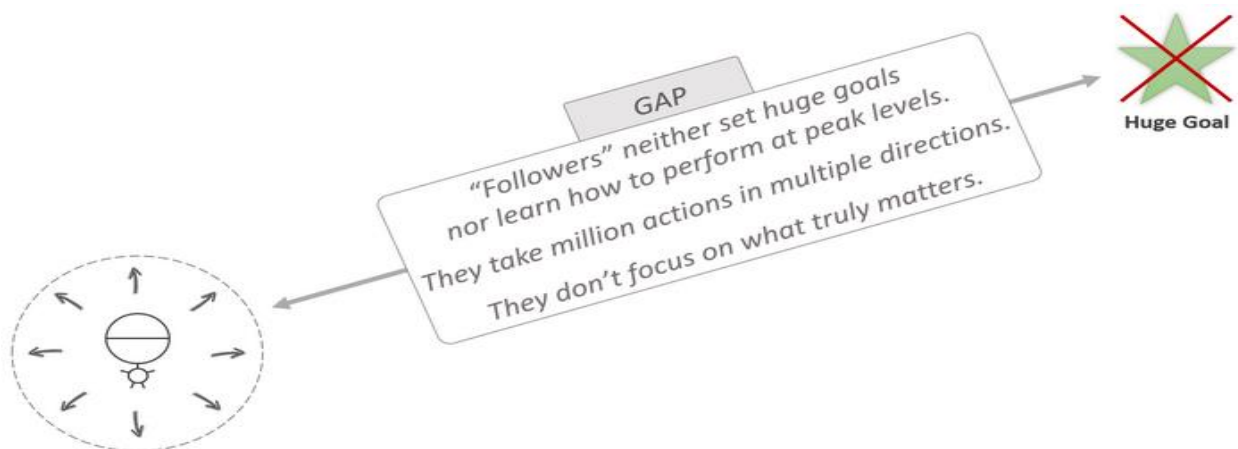 GAP
“Followers” neither set huge goals
nor learn how to perform at peak levels.
They take million actions in multiple directions.
They don’t focus on what truly matters.
Huge Goal